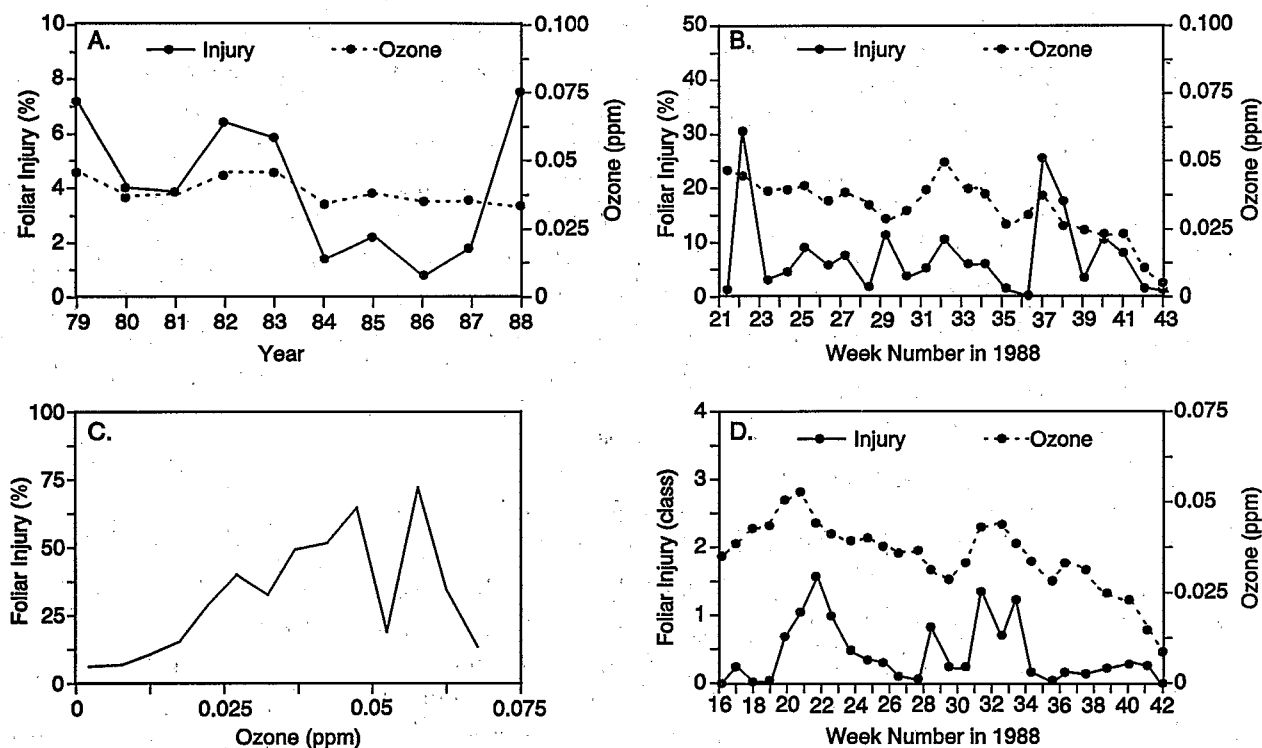 A.
Injury Ozone
Foliar Injury (%)
10
8
6
4
2
0
Ozone (ppm)
0.100
0.075
0.05
0.025
0
79 80 81 82 83 84 85 86 87 88
Year
B.
Injury Ozone
Foliar Injury (%)
50
40
30
20
10
0
Ozone (ppm)
0.100
0.075
0.05
0.025
0
21 23 25 27 29 31 33 35 37 39 41 43
Week Number in 1988
C.
Foliar Injury (%)
100
75
50
25
0
0 0.025 0.05 0.075
Ozone (ppm)
D.
Injury Ozone
Foliar Injury (class)
4
3
2
1
0
Ozone (ppm)
0.075
0.05
0.025
0
16 18 20 22 24 26 28 30 32 34 36 38 40 42
Week Number in 1988